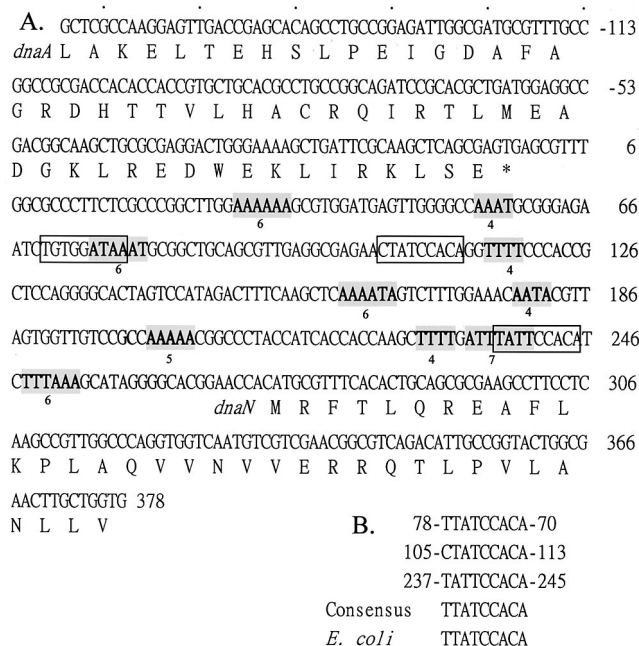 A. GCTCGCCAAGGAGTTGACCGAGCACAGCCTGCCGGAGATTGGCGATGCGTTTGCC -113
dnaA L A K E L T E H S L P E I G D A F A
GGCCGCGACCACACCACCGTGCTGCACGCCTGCCGGCAGATCCGCACGCTGATGGAGGCC -53
G R D H T T V L H A C R Q I R T L M E A
GACGGCAAGCTGCGCGAGGACTGGGAAAAGCTGATTCGCAAGCTCAGCGAGTGAGCGTTT 6
D G K L R E D W E K L I R K L S E *
GGCGCCCTTCTCGCCCGGCTTGGAAAAAAGCGTGGATGAGTTGGGGCCAAATGCGGGAGA 66
6 4
ATCTGTGGATAAATGCGGCTGCAGCGTTGAGGCGAGAACTATCCACAGGTTTTCCCACCG 126
6 4
CTCCAGGGGCACTAGTCCATAGACTTTCAAGCTCAAAATAGTCTTTGGAAACAATACGTT 186
6 4
AGTGGTTGTCCGCCAAAAACGGCCCTACCATCACCACCAAGCTTTTGATTTATTCCACAT 246
5 4 7
CTTTAAAGCATAGGGGCACGGAACCACATGCGTTTCACACTGCAGCGCGAAGCCTTCCTC 306
6
dnaN M R F T L Q R E A F L
AAGCCGTTGGCCCAGGTGGTCAATGTCGTCGAACGGCGTCAGACATTGCCGGTACTGGCG 366
K P L A Q V V N V V E R R Q T L P V L A
AACTTGCTGGTG 378
N L L V
B.
78-TTATCCACA-70
105-CTATCCACA-113
237-TATTCCACA-245
Consensus TTATCCACA
E. coli TTATCCACA